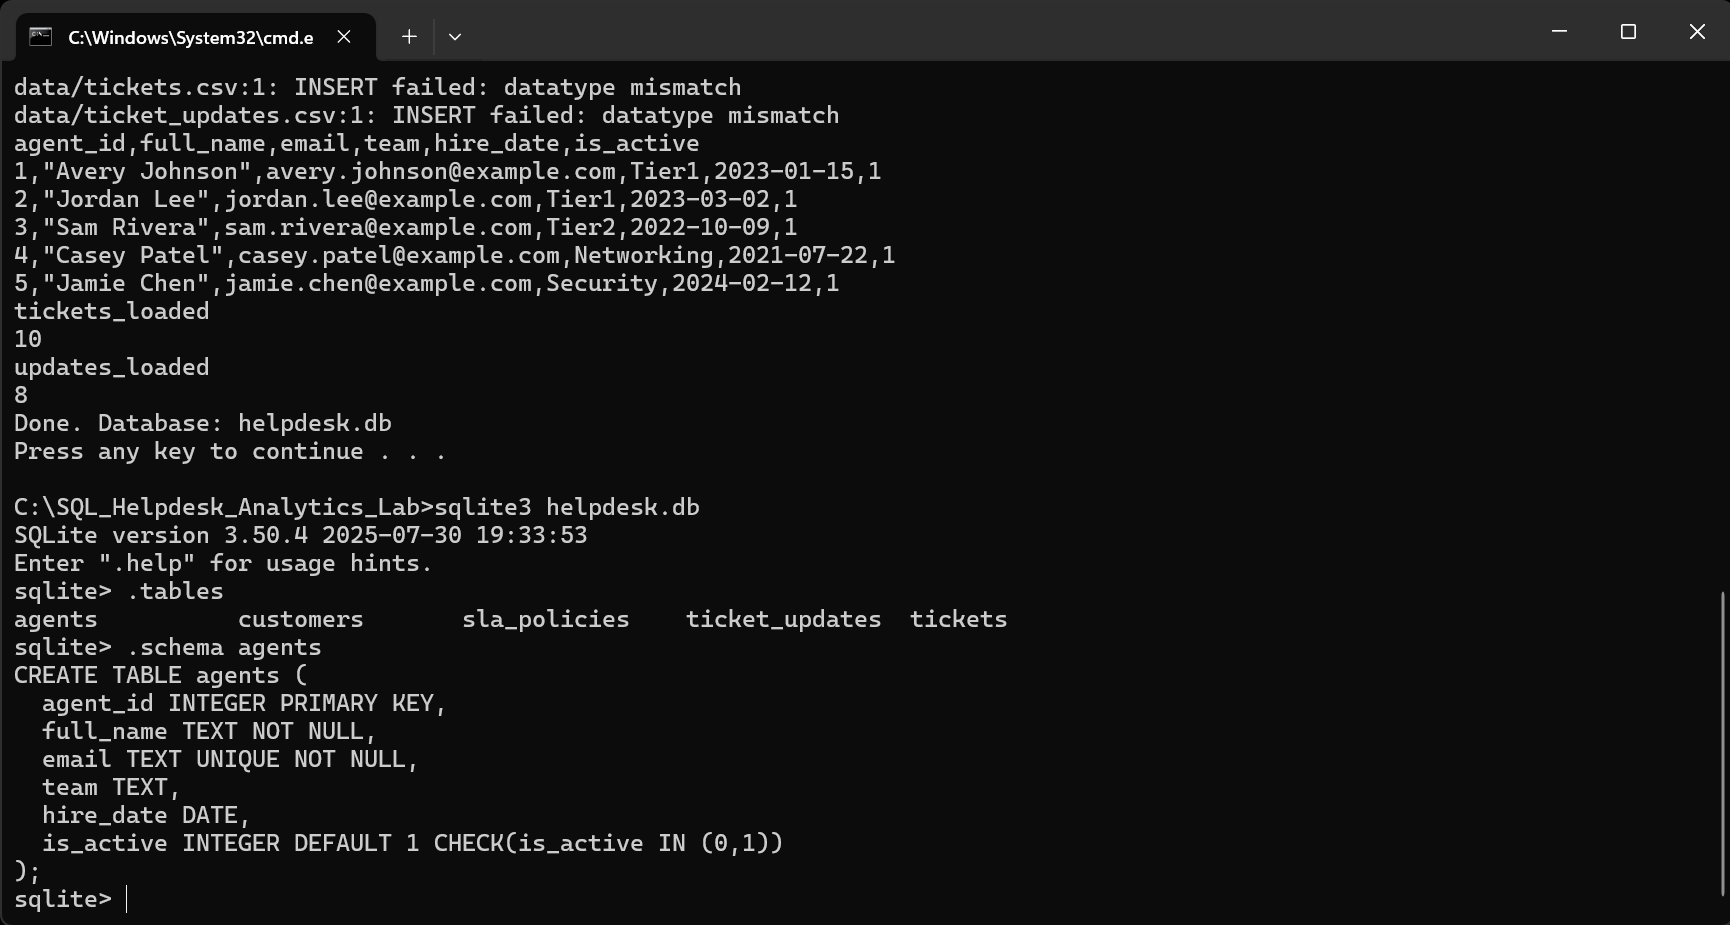 C:\Windows\System32\cmd.e
data/tickets.csv:1: INSERT failed: datatype mismatch
data/ticket_updates.csv:1: INSERT failed: datatype mismatch
agent_id,full_name,email,team,hire_date,is_active
1,"Avery Johnson",avery.johnson@example.com,Tier1,2023-01-15,1
2,"Jordan Lee",jordan.lee@example.com,Tier1,2023-03-02,1
3,"Sam Rivera",sam.rivera@example.com,Tier2,2022-10-09,1
4,"Casey Patel",casey.patel@example.com,Networking,2021-07-22,1
5,"Jamie Chen",jamie.chen@example.com,Security,2024-02-12,1
tickets_loaded
10
updates_loaded
8
Done. Database: helpdesk.db
Press any key to continue . . .
C:\SQL_Helpdesk_Analytics_Lab>sqlite3 helpdesk.db
SQLite version 3.50.4 2025-07-30 19:33:53
Enter ".help" for usage hints.
sqlite> .tables
agents          customers       sla_policies    ticket_updates  tickets
sqlite> .schema agents
CREATE TABLE agents (
  agent_id INTEGER PRIMARY KEY,
  full_name TEXT NOT NULL,
  email TEXT UNIQUE NOT NULL,
  team TEXT,
  hire_date DATE,
  is_active INTEGER DEFAULT 1 CHECK(is_active IN (0,1))
);
sqlite>